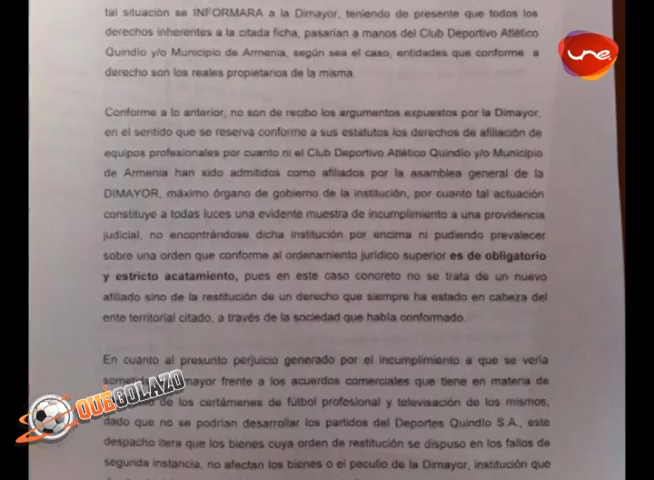 tal situación se INFORMARA a la Dimayor, teniendo de presente que todos los
derechos inherentes a la citada ficha, pasarían a manos del Club Deportivo Atlético
Quindío y/o Municipio de Armenia, según sea el caso, entidades que conforme a
derecho son los reales propietarios de la misma.
une
Conforme a lo anterior, no son de recibo los argumentos expuestos por la Dimayor,
en el sentido que se reserva conforme a sus estatutos los derechos de afiliación de
equipos profesionales por cuanto ni el Club Deportivo Atlético Quindío y/o Municipio
de Armenia han sido admitidos como afiliados por la asamblea general de la
DIMAYOR, máximo órgano de gobierno de la institución, por cuanto tal actuación
constituye a todas luces una evidente muestra de incumplimiento a una providencia
judicial, no encontrándose dicha institución por encima ni pudiendo prevalecer
sobre una orden que conforme al ordenamiento jurídico superior es de obligatorio
y estricto acatamiento, pues en este caso concreto no se trata de un nuevo
afiliado sino de la restitución de un derecho que siempre ha estado en cabeza del
ente territorial citado, a través de la sociedad que había conformado.
En cuanto al presunto perjuicio generado por el incumplimiento a que se vería
mayor frente a los acuerdos comerciales que tiene en materia de
de los certámenes de fútbol profesional y televisación de los mismos,
dado que no se podrían desarrollar los partidos del Deportes Quindío S.A., este
despacho itera que los bienes cuya orden de restitución se dispuso en los fallos de
segunda instancia, no afectan los bienes o el peculio de la Dimayor, institución que
QUÉGOLAZO